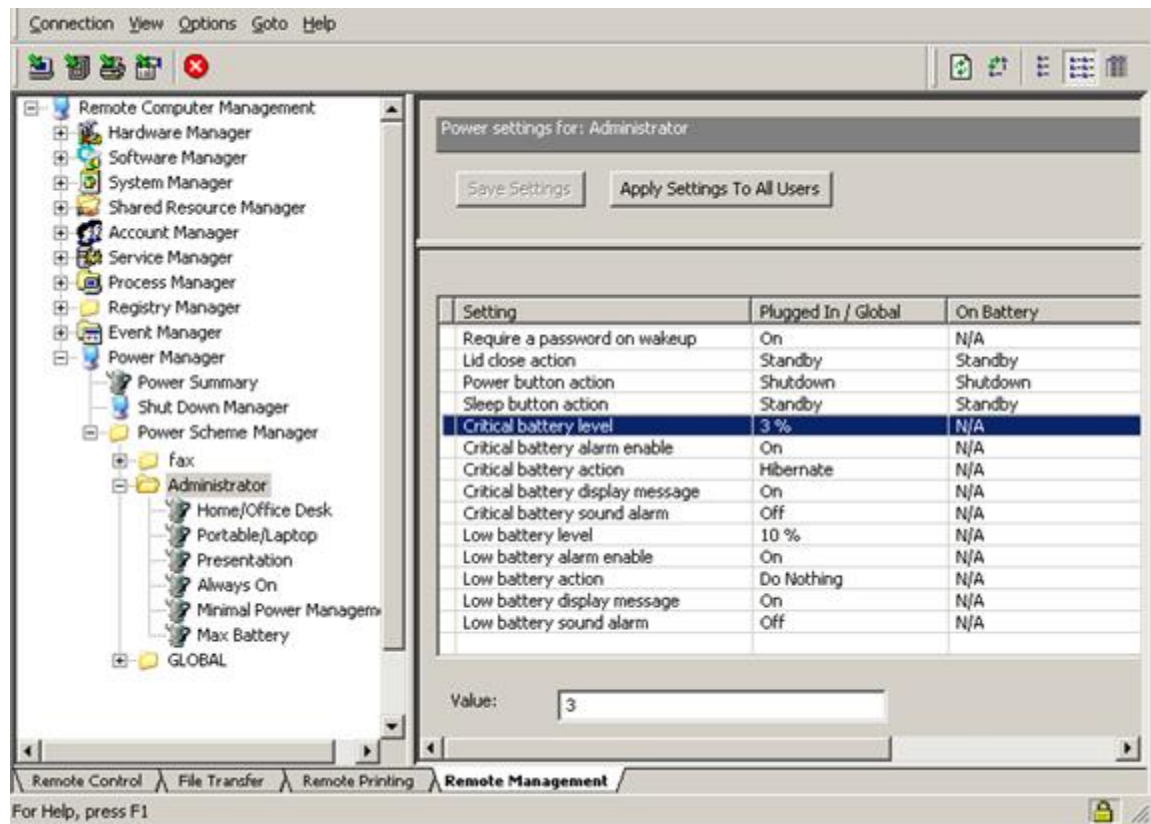 Connection View Options Goto Help
Remote Computer Management
Hardware Manager
Software Manager
System Manager
Shared Resource Manager
Account Manager
Service Manager
Process Manager
Registry Manager
Event Manager
Power Manager
Power Summary
Shut Down Manager
Power Scheme Manager
fax
Administrator
Home/Office Desk
Portable/Laptop
Presentation
Always On
Minimal Power Manageme
Max Battery
GLOBAL
Power settings for: Administrator
Save Settings Apply Settings To All Users
Setting Plugged In / Global On Battery
Require a password on wakeup On N/A
Lid close action Standby Standby
Power button action Shutdown Shutdown
Sleep button action Standby Standby
Critical battery level 3 % N/A
Critical battery alarm enable On N/A
Critical battery action Hibernate N/A
Critical battery display message On N/A
Critical battery sound alarm Off N/A
Low battery level 10 % N/A
Low battery alarm enable On N/A
Low battery action Do Nothing N/A
Low battery display message On N/A
Low battery sound alarm Off N/A
Value: 3
Remote Control File Transfer Remote Printing Remote Management
For Help, press F1